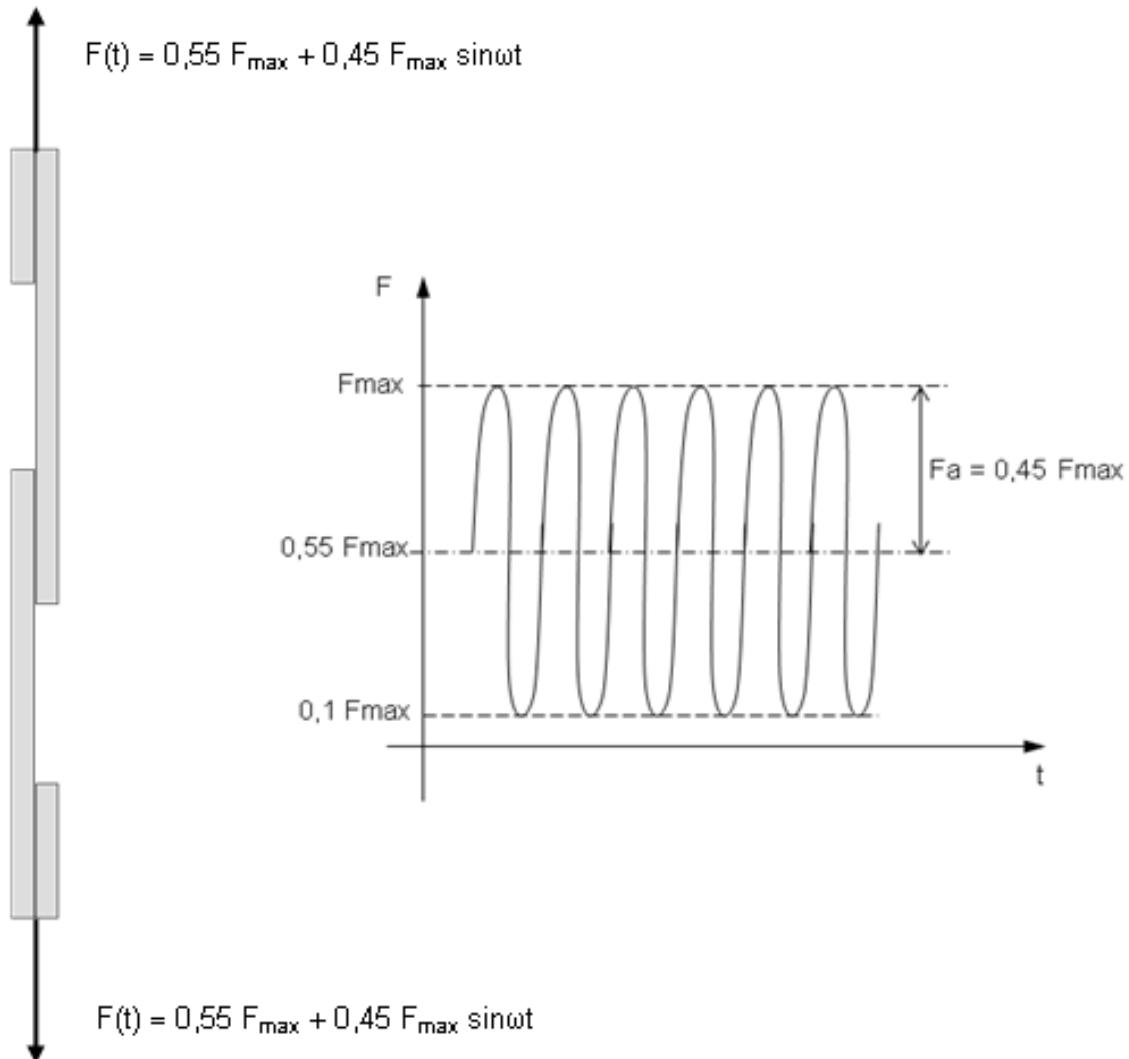 F(t) = 0,55 Fmax + 0,45 Fmax sinωt
F
Fmax
Fa = 0,45 Fmax
0,55 Fmax
0,1 Fmax
t
F(t) = 0,55 Fmax + 0,45 Fmax sinωt